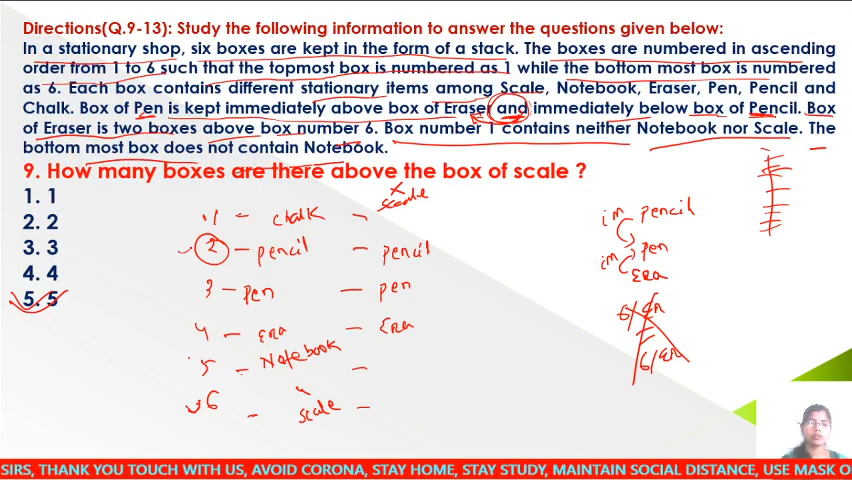 Directions(Q.9-13): Study the following information to answer the questions given below:
In a stationary shop, six boxes are kept in the form of a stack. The boxes are numbered in ascending
order from 1 to 6 such that the topmost box is numbered as 1 while the bottom most box is numbered
as 6. Each box contains different stationary items among Scale, Notebook, Eraser, Pen, Pencil and
Chalk. Box of Pen is kept immediately above box of Eraser and immediately below box of Pencil. Box
of Eraser is two boxes above box number 6. Box number 1 contains neither Notebook nor Scale. The
bottom most box does not contain Notebook.
9. How many boxes are there above the box of scale ?
1. 1
2. 2
3. 3
4. 4
5. 5
x
scale
1 - chalk -
2 - pencil - pencil
3 - pen - pen
4 - ERA - ERA
5 - Notebook -
6 - scale -
im pencil
pen
im ERA
6/ ER
6/ER
SIRS, THANK YOU TOUCH WITH US, AVOID CORONA, STAY HOME, STAY STUDY, MAINTAIN SOCIAL DISTANCE, USE MASK O